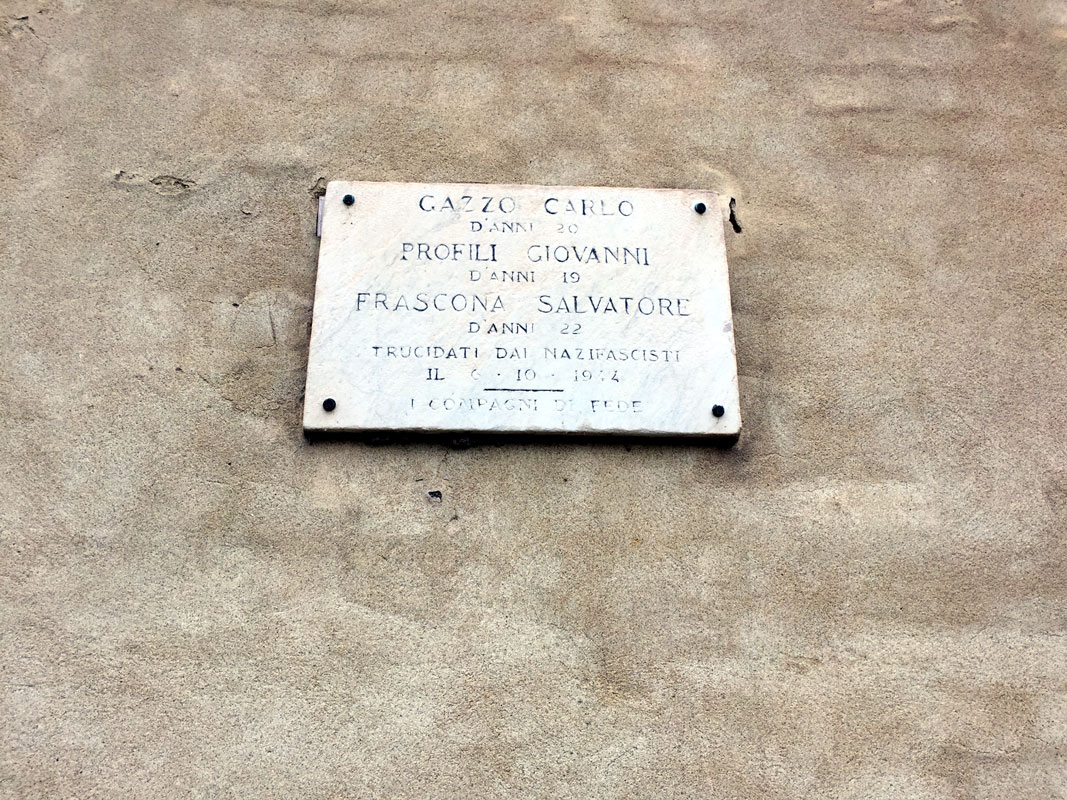 GAZZO CARLO
D'ANNI 20
PROFILI GIOVANNI
D'ANNI 19
FRASCONA SALVATORE
D'ANNI 22
TRUCIDATI DAI NAZIFASCISTI
IL 6 · 10 · 1944
I COMPAGNI DI FEDE